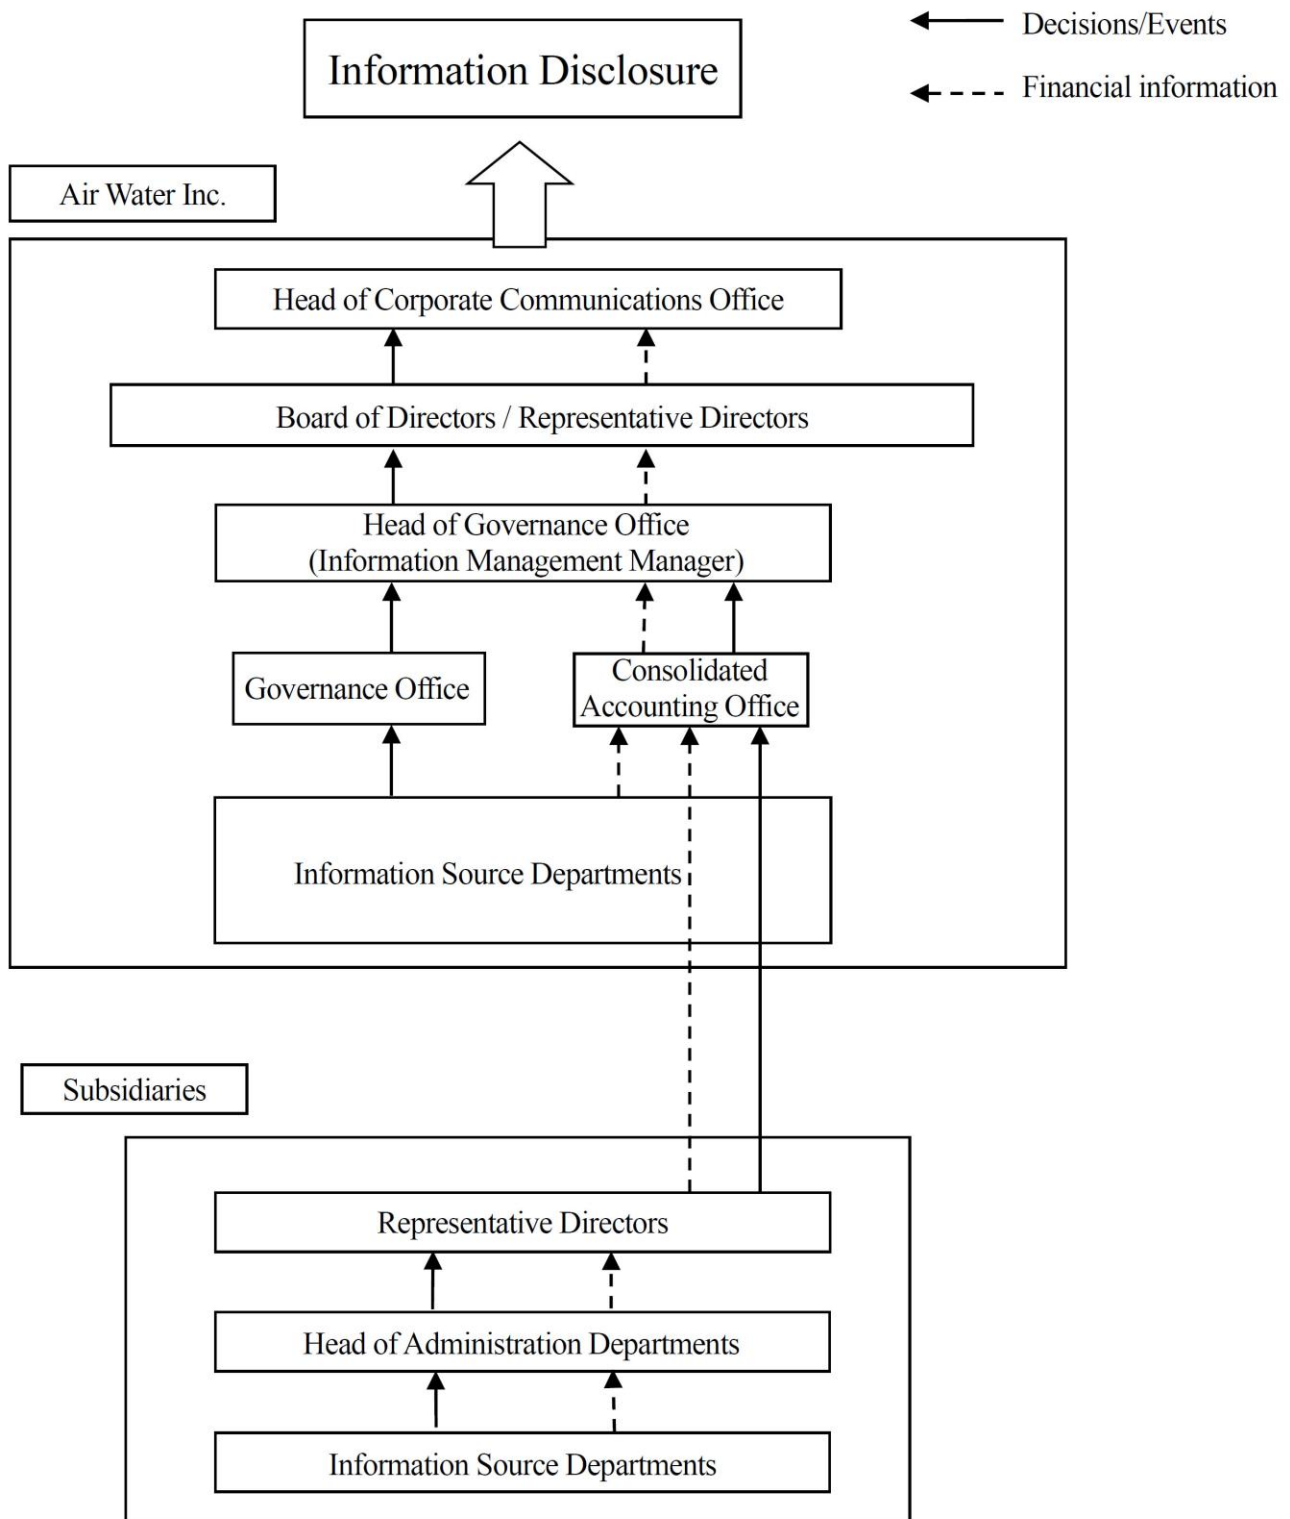 Decisions/Events
Information Disclosure
Financial information
Air Water Inc.
Head of Corporate Communications Office
Board of Directors / Representative Directors
Head of Governance Office
(Information Management Manager)
Governance Office
Consolidated
Accounting Office
Information Source Departments
Subsidiaries
Representative Directors
Head of Administration Departments
Information Source Departments